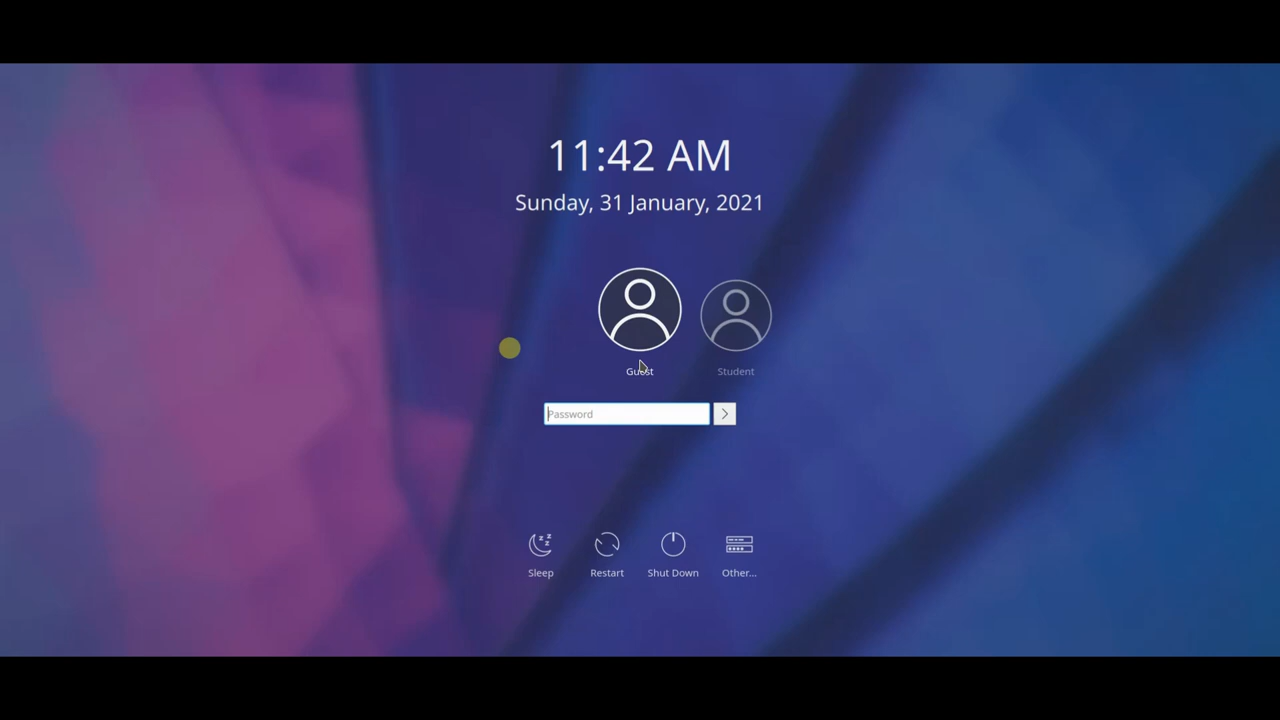 11:42 AM
Sunday, 31 January, 2021
Guest
Student
Password
Sleep
Restart
Shut Down
Other...